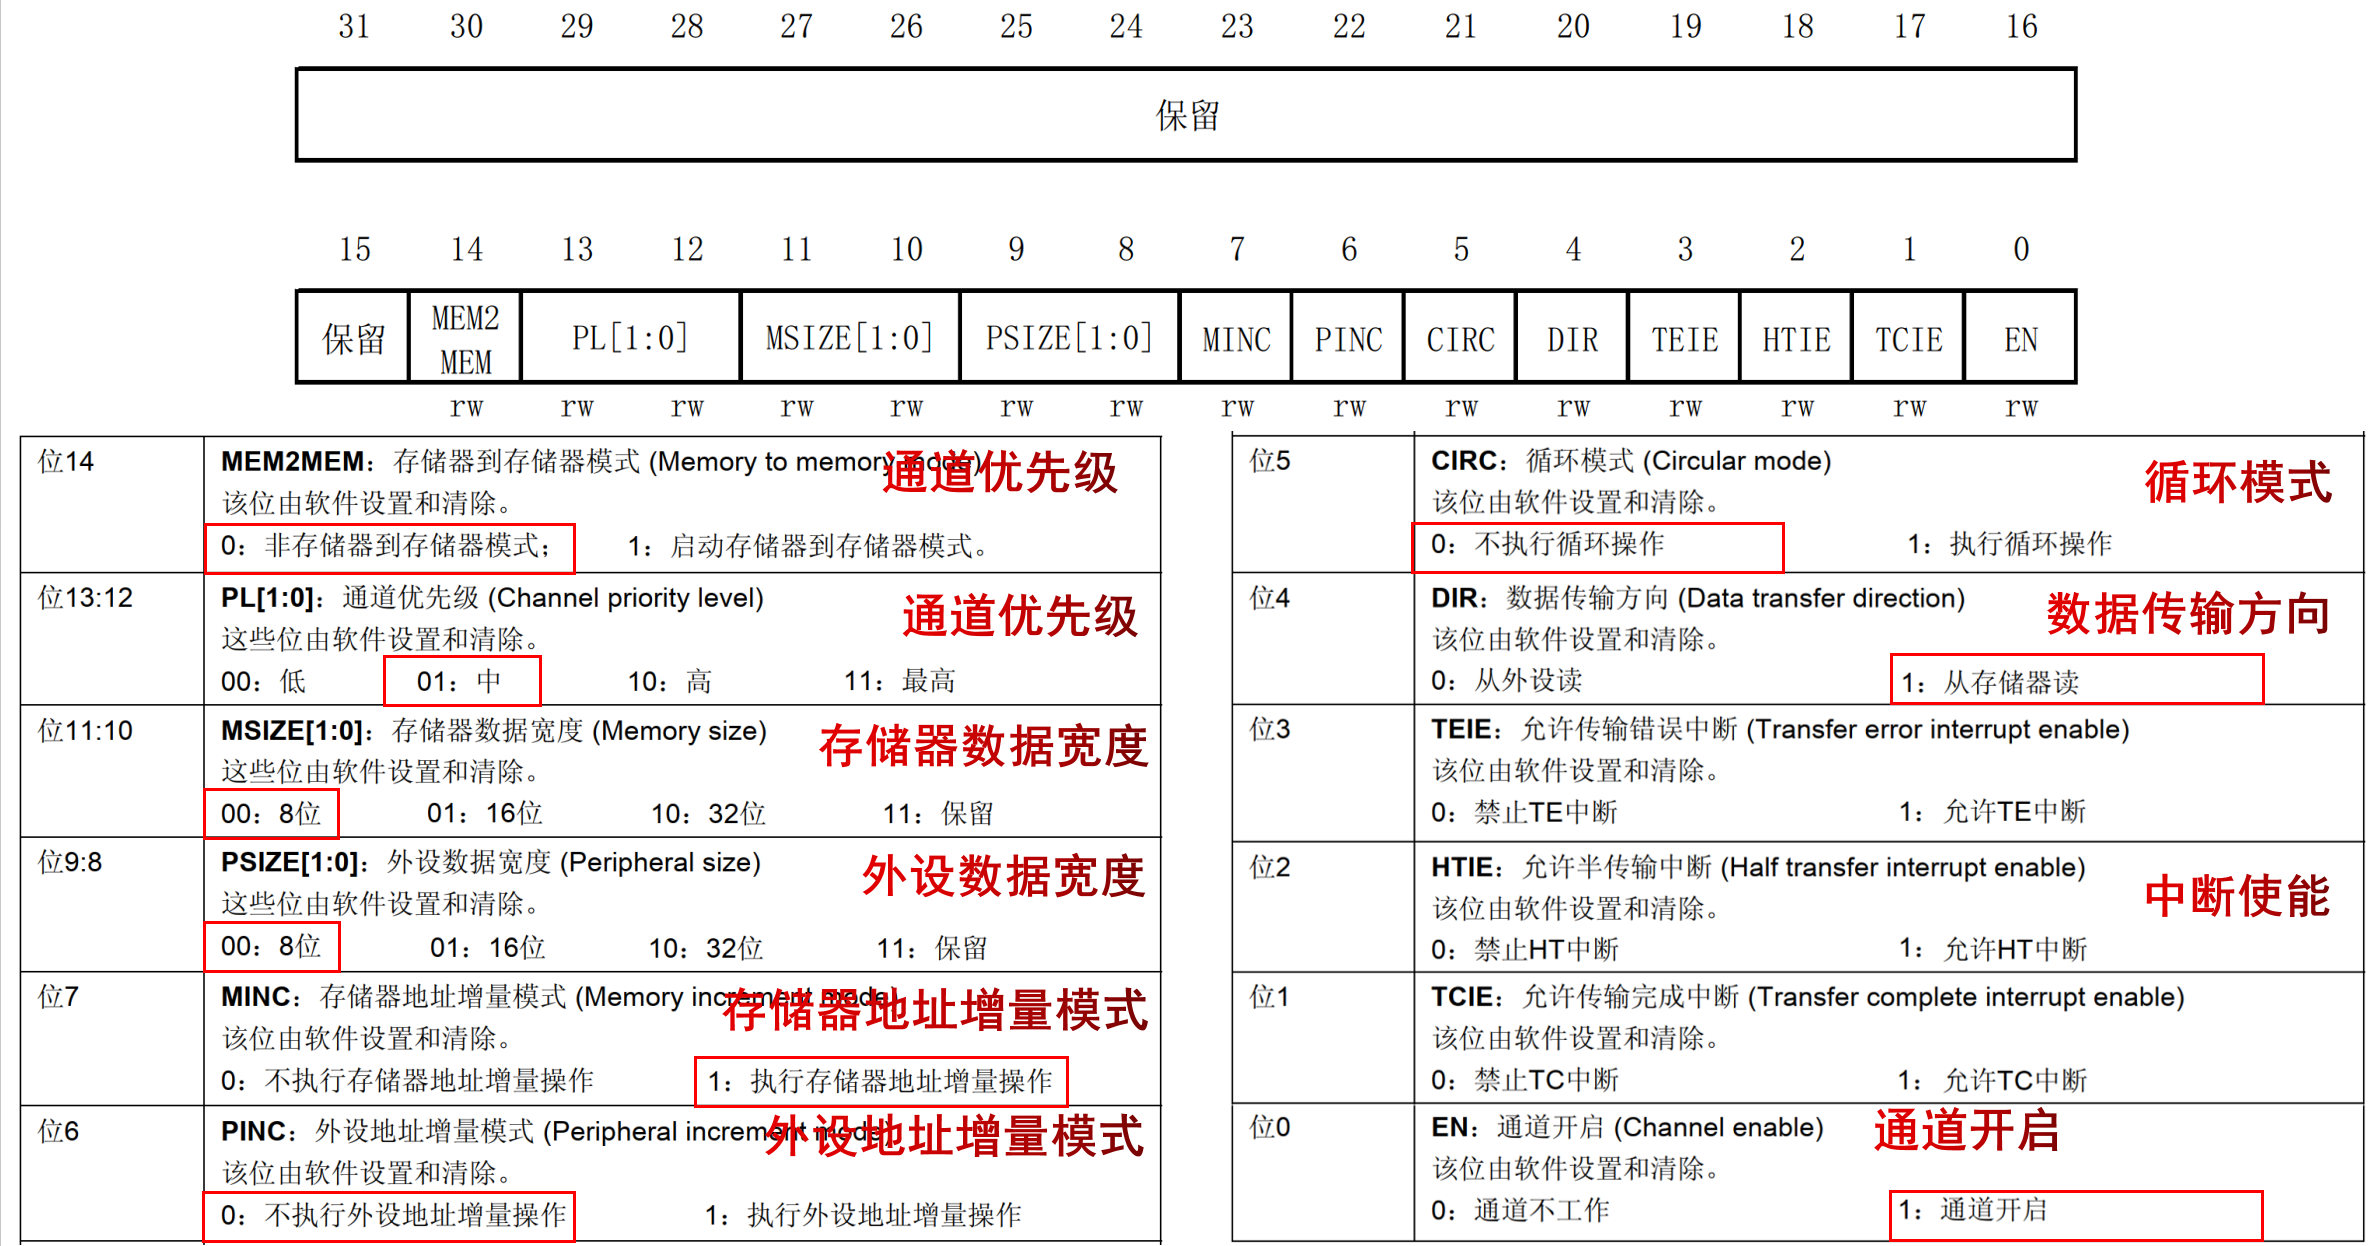 31 30 29 28 27 26 25 24 23 22 21 20 19 18 17 16
保留
15 14 13 12 11 10 9 8 7 6 5 4 3 2 1 0
保留 MEM2 MEM PL[1:0] MSIZE[1:0] PSIZE[1:0] MINC PINC CIRC DIR TEIE HTIE TCIE EN
rw rw rw rw rw rw rw rw rw rw rw rw rw rw rw
位14
MEM2MEM：存储器到存储器模式 (Memory to memory mode)
通道优先级
该位由软件设置和清除。
0：非存储器到存储器模式； 1：启动存储器到存储器模式。
位13:12
PL[1:0]：通道优先级 (Channel priority level)
通道优先级
这些位由软件设置和清除。
00：低 01：中 10：高 11：最高
位11:10
MSIZE[1:0]：存储器数据宽度 (Memory size)
存储器数据宽度
这些位由软件设置和清除。
00：8位 01：16位 10：32位 11：保留
位9:8
PSIZE[1:0]：外设数据宽度 (Peripheral size)
外设数据宽度
这些位由软件设置和清除。
00：8位 01：16位 10：32位 11：保留
位7
MINC：存储器地址增量模式 (Memory increment mode)
存储器地址增量模式
该位由软件设置和清除。
0：不执行存储器地址增量操作 1：执行存储器地址增量操作
位6
PINC：外设地址增量模式 (Peripheral increment mode)
外设地址增量模式
该位由软件设置和清除。
0：不执行外设地址增量操作 1：执行外设地址增量操作
位5
CIRC：循环模式 (Circular mode)
循环模式
该位由软件设置和清除。
0：不执行循环操作 1：执行循环操作
位4
DIR：数据传输方向 (Data transfer direction)
数据传输方向
该位由软件设置和清除。
0：从外设读 1：从存储器读
位3
TEIE：允许传输错误中断 (Transfer error interrupt enable)
该位由软件设置和清除。
0：禁止TE中断 1：允许TE中断
位2
HTIE：允许半传输中断 (Half transfer interrupt enable)
中断使能
该位由软件设置和清除。
0：禁止HT中断 1：允许HT中断
位1
TCIE：允许传输完成中断 (Transfer complete interrupt enable)
该位由软件设置和清除。
0：禁止TC中断 1：允许TC中断
位0
EN：通道开启 (Channel enable)
通道开启
该位由软件设置和清除。
0：通道不工作 1：通道开启